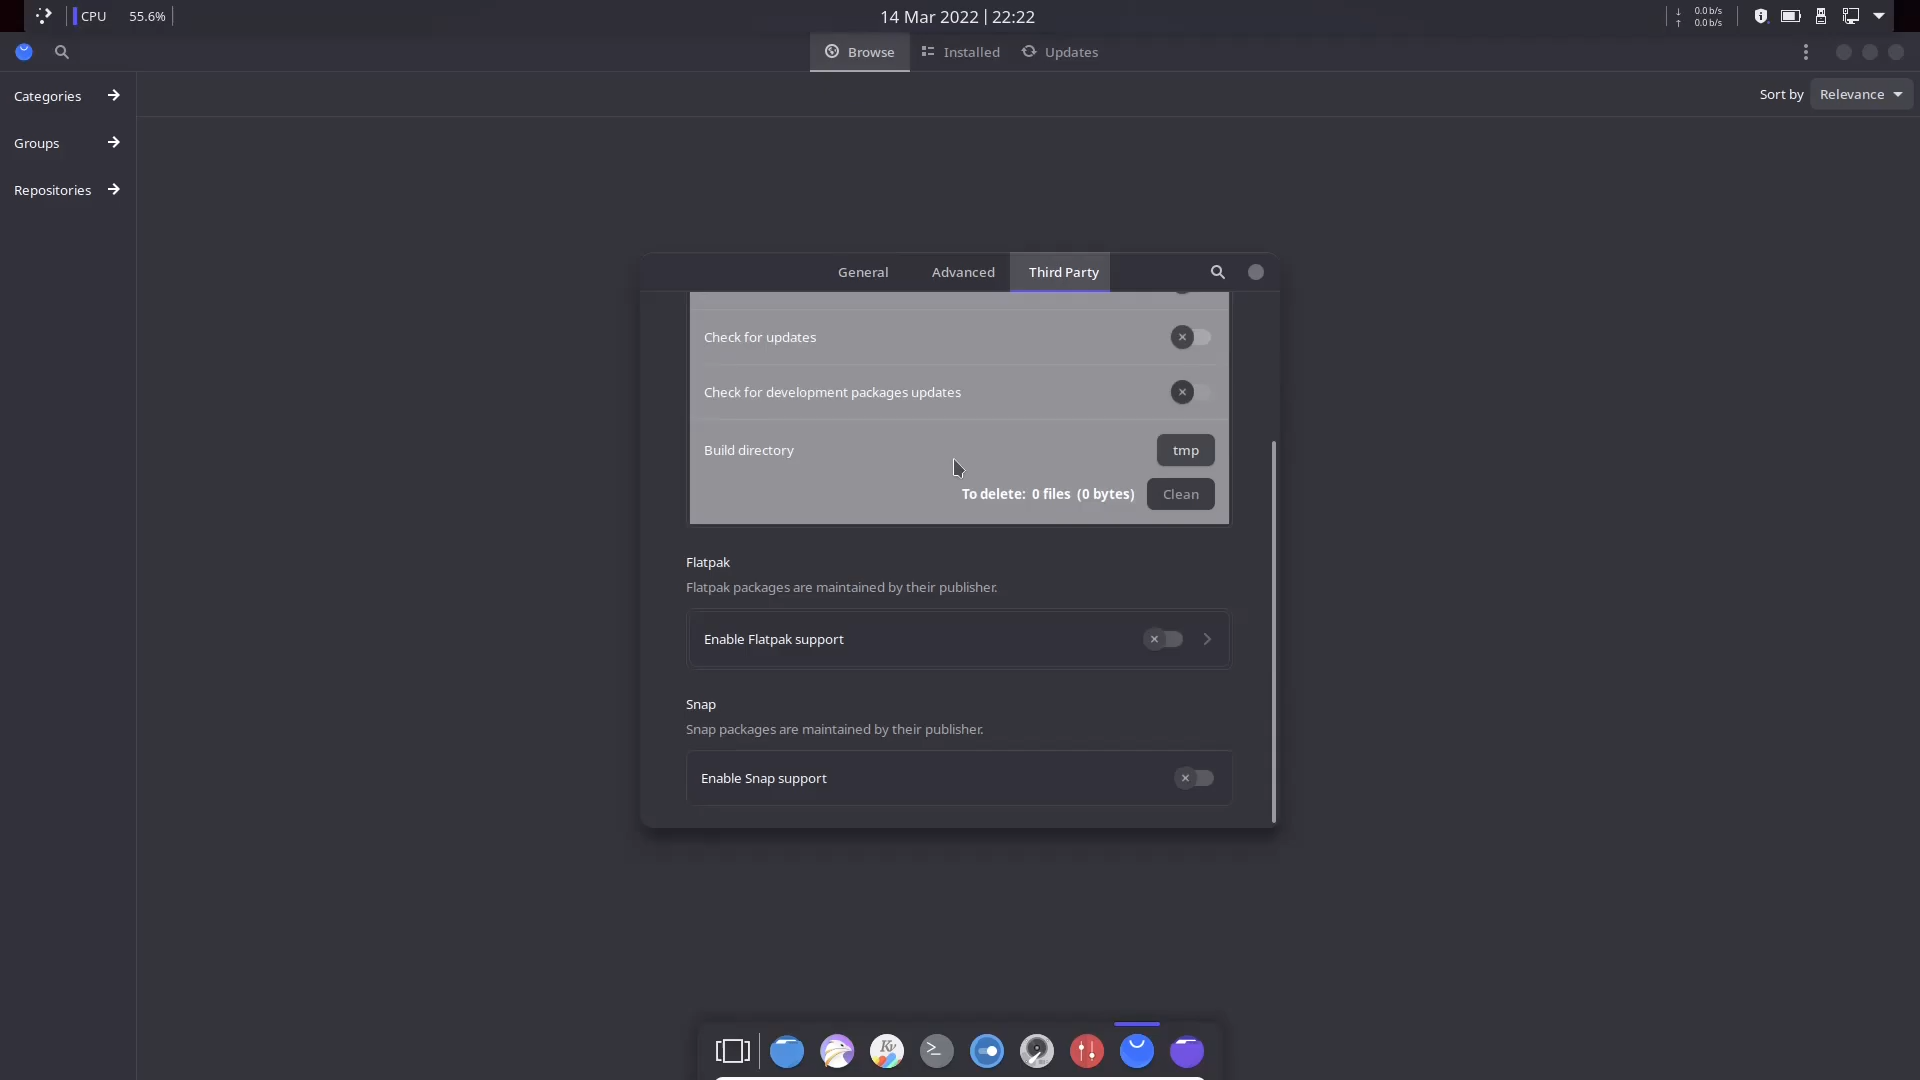 CPU 55.6%
14 Mar 2022 | 22:22
0.0 b/s
0.0 b/s
Browse
Installed
Updates
Categories
Groups
Repositories
Sort by
Relevance
General
Advanced
Third Party
Check for updates
Check for development packages updates
Build directory
tmp
To delete: 0 files (0 bytes)
Clean
Flatpak
Flatpak packages are maintained by their publisher.
Enable Flatpak support
Snap
Snap packages are maintained by their publisher.
Enable Snap support